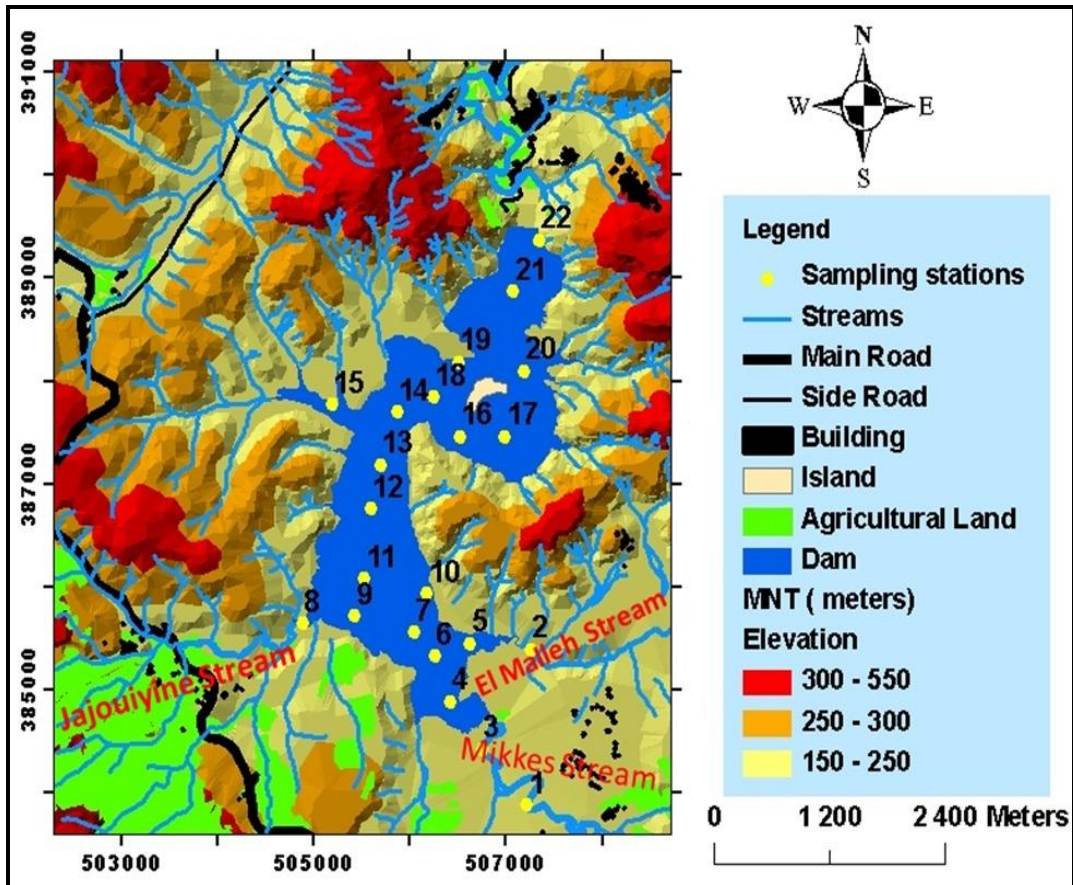 391000
389000
387000
385000
503000
505000
507000
22
21
19
20
18
15
14
16
17
13
12
11
10
9
8
7
6
5
2
4
3
1
Jajouiyine Stream
El Malleh Stream
Mikkes Stream
N
W
E
S
Legend
Sampling stations
Streams
Main Road
Side Road
Building
Island
Agricultural Land
Dam
MNT ( meters)
Elevation
300 - 550
250 - 300
150 - 250
0 1 200 2 400 Meters